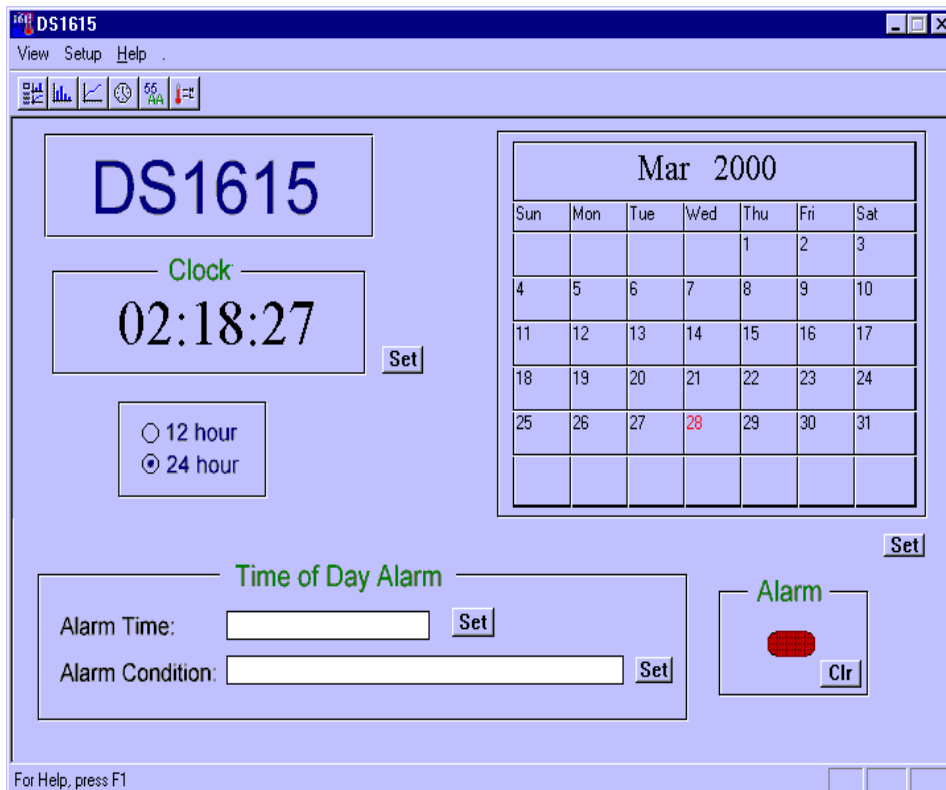 DS1615
View Setup Help .
DS1615
Clock
02:18:27
Set
12 hour
24 hour
Mar 2000
Sun Mon Tue Wed Thu Fri Sat
1 2 3
4 5 6 7 8 9 10
11 12 13 14 15 16 17
18 19 20 21 22 23 24
25 26 27 28 29 30 31
Set
Time of Day Alarm
Alarm Time: Set
Alarm Condition: Set
Alarm
Clr
For Help, press F1